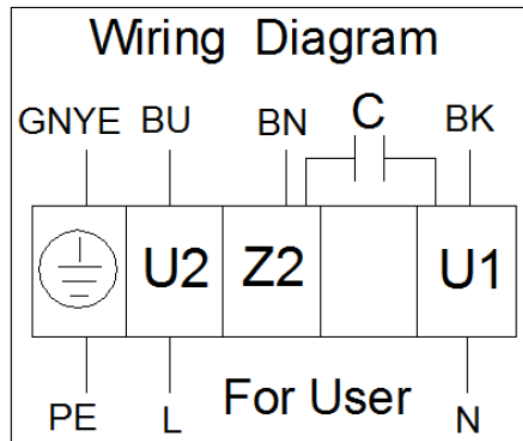 Wiring Diagram
GNYE BU BN C BK
U2 Z2 U1
For User
PE L N